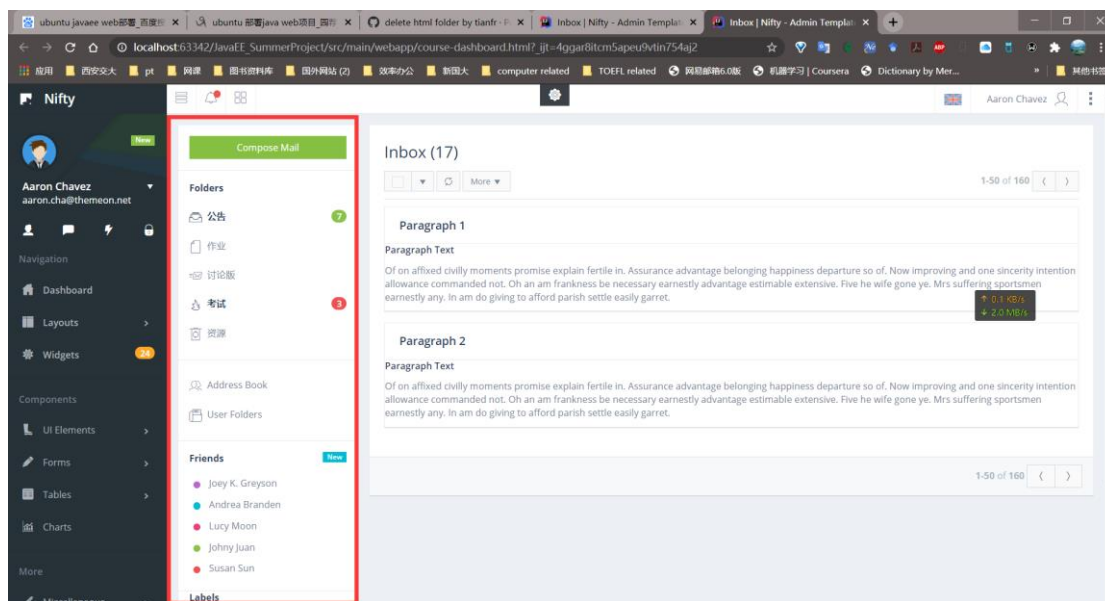 ubuntu javaee web部署_百度搜
ubuntu 部署java web项目_园荐
delete html folder by tianfr · P
Inbox | Nifty - Admin Templat
Inbox | Nifty - Admin Templat
localhost:63342/JavaEE_SummerProject/src/main/webapp/course-dashboard.html?_ijt=4ggar8itcm5apeu9vtin754aj2
应用 西安交大 pt 网课 图书资料库 国外网站 (2) 效率办公 新国大 computer related TOEFL related 网易邮箱6.0版 机器学习 | Coursera Dictionary by Mer... » 其他书签
Nifty
Aaron Chavez
New
Aaron Chavez
aaron.cha@themeon.net
Navigation
Dashboard
Layouts
Widgets 24
Components
UI Elements
Forms
Tables
Charts
More
Miscellaneous
Compose Mail
Folders
公告 7
作业
讨论版
考试 3
资源
Address Book
User Folders
Friends New
Joey K. Greyson
Andrea Branden
Lucy Moon
Johny Juan
Susan Sun
Labels
Inbox (17)
More
1-50 of 160
Paragraph 1
Paragraph Text
Of on affixed civilly moments promise explain fertile in. Assurance advantage belonging happiness departure so of. Now improving and one sincerity intention
allowance commanded not. Oh an am frankness be necessary earnestly advantage estimable extensive. Five he wife gone ye. Mrs suffering sportsmen
earnestly any. In am do giving to afford parish settle easily garret.
↑ 0.1 KB/s
↓ 2.0 MB/s
Paragraph 2
Paragraph Text
Of on affixed civilly moments promise explain fertile in. Assurance advantage belonging happiness departure so of. Now improving and one sincerity intention
allowance commanded not. Oh an am frankness be necessary earnestly advantage estimable extensive. Five he wife gone ye. Mrs suffering sportsmen
earnestly any. In am do giving to afford parish settle easily garret.
1-50 of 160